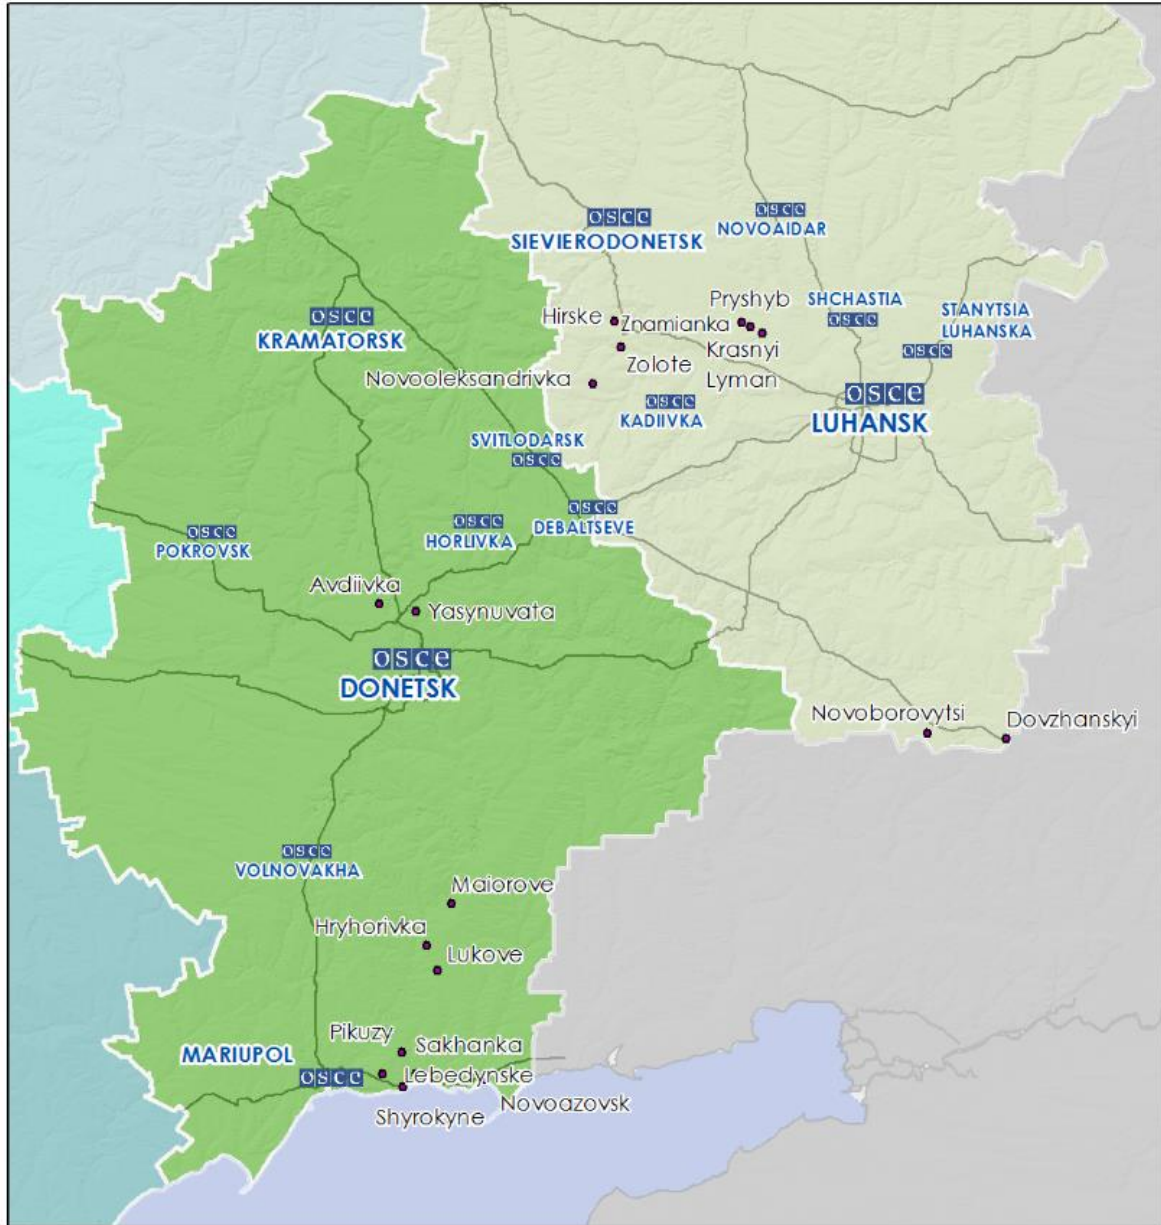 OSCE
SIEVIERODONETSK
OSCE
NOVOAIDAR
OSCE
KRAMATORSK
Hirske
Znamianka
Pryshyb
Krasnyi
Lyman
Zolote
Novooleksandrivka
SHCHASTIA
OSCE
STANYTSIA
LUHANSKA
OSCE
OSCE
KADIIVKA
OSCE
LUHANSK
SVITLODARSK
OSCE
OSCE
DEBALTSEVE
OSCE
HORLIVKA
OSCE
POKROVSK
Avdiivka
Yasynuvata
OSCE
DONETSK
Novoborovytsi
Dovzhanskyi
OSCE
VOLNOVAKHA
Maiorove
Hryhorivka
Lukove
Pikuzy
Sakhanka
MARIUPOL
OSCE
Lebedynske
Shyrokyne
Novoazovsk